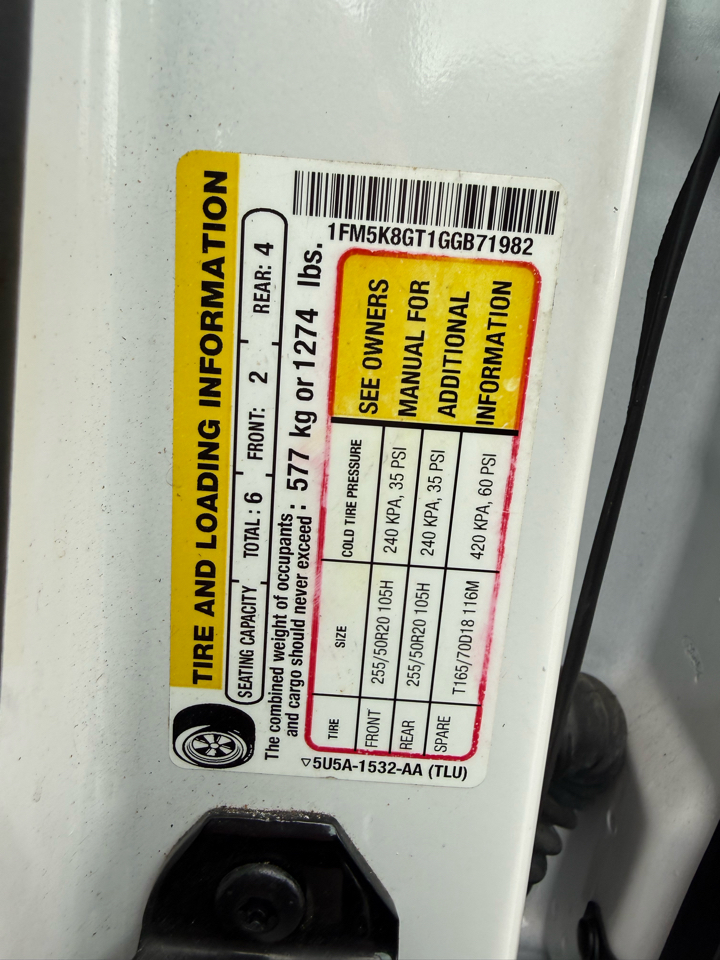 TIRE AND LOADING INFORMATION
SEATING CAPACITY TOTAL: 6 FRONT: 2 REAR: 4
The combined weight of occupants
and cargo should never exceed: 577 kg or 1274 lbs.
TIRE SIZE COLD TIRE PRESSURE
FRONT 255/50R20 105H 240 KPA, 35 PSI
REAR 255/50R20 105H 240 KPA, 35 PSI
SPARE T165/70D18 116M 420 KPA, 60 PSI
SEE OWNERS
MANUAL FOR
ADDITIONAL
INFORMATION
1FM5K8GT1GGB71982
▽5U5A-1532-AA (TLU)